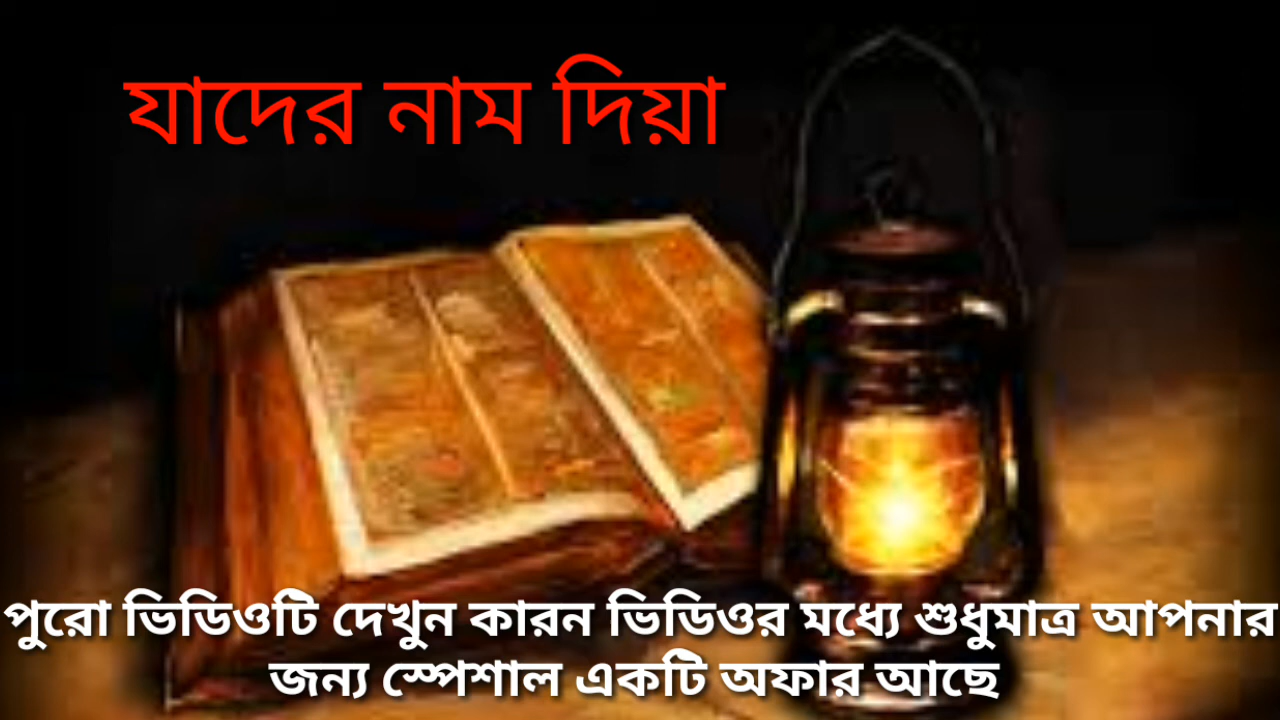 যাদের নাম দিয়া
পুরো ভিডিওটি দেখুন কারন ভিডিওর মধ্যে শুধুমাত্র আপনার
জন্য স্পেশাল একটি অফার আছে